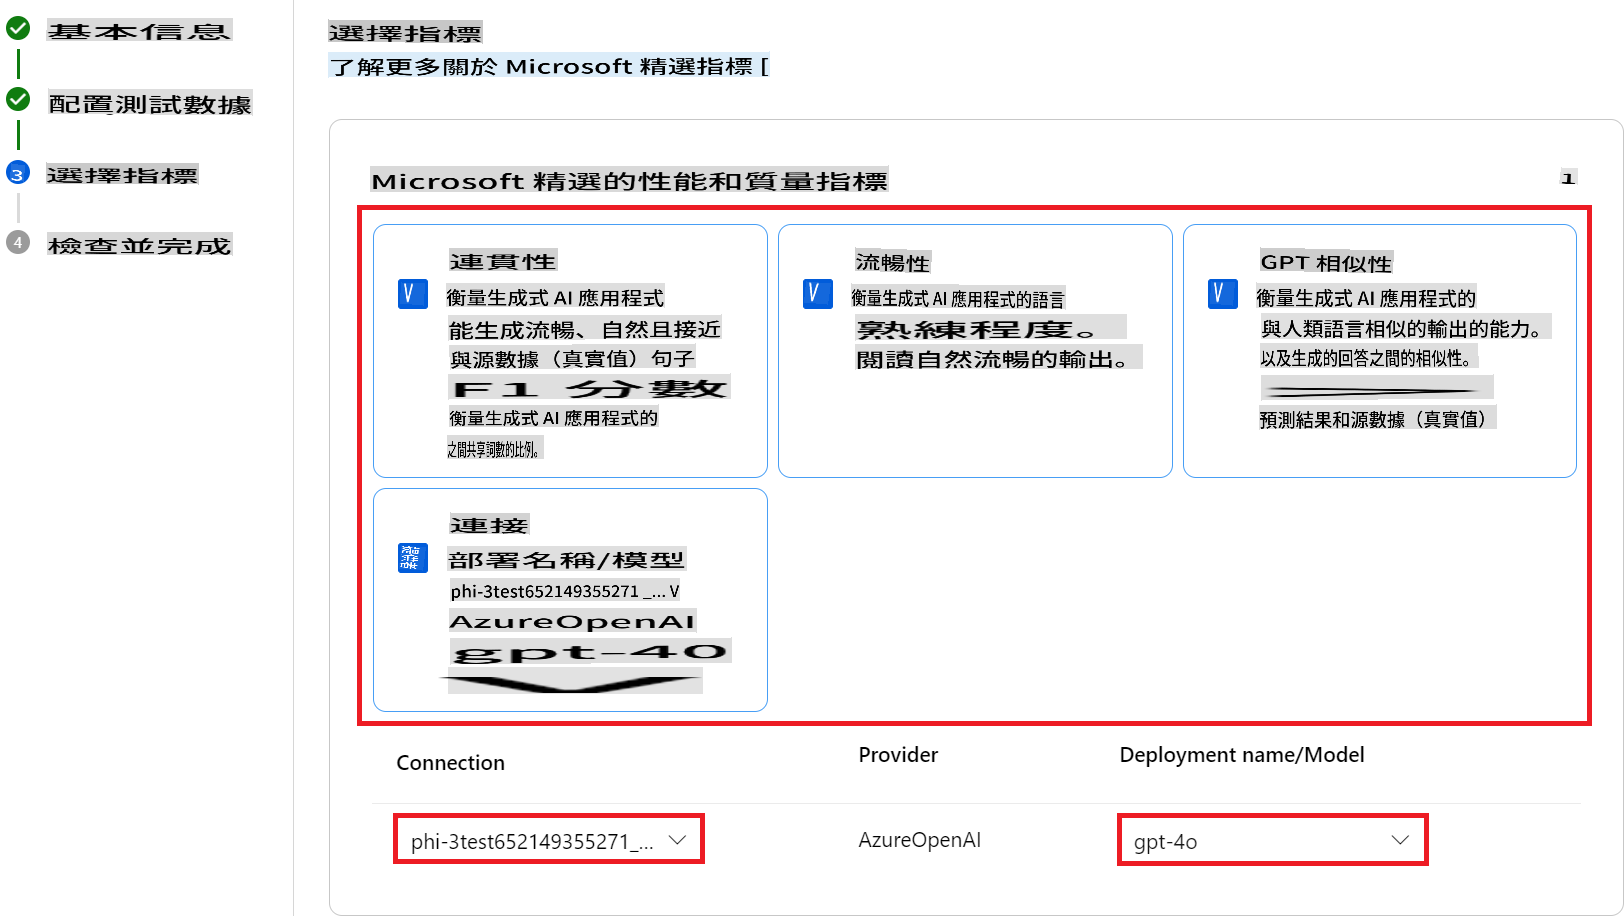 基本信息
配置測試數據
3
選擇指標
4
檢查並完成
選擇指標
了解更多關於 Microsoft 精選指標 [
Microsoft 精選的性能和質量指標
1
連貫性
V
衡量生成式 AI 應用程式
能生成流暢、自然且接近
與源數據（真實值）句子
F1 分數
衡量生成式 AI 應用程式的
之間共享詞數的比例。
流暢性
V
衡量生成式 AI 應用程式的語言
熟練程度。
閱讀自然流暢的輸出。
GPT 相似性
V
衡量生成式 AI 應用程式的
與人類語言相似的輸出的能力。
以及生成的回答之間的相似性。
預測結果和源數據（真實值）
連接
部署名稱/模型
phi-3test652149355271 _... V
AzureOpenAI
gpt-4o
Connection
Provider
Deployment name/Model
phi-3test652149355271_...
AzureOpenAI
gpt-4o